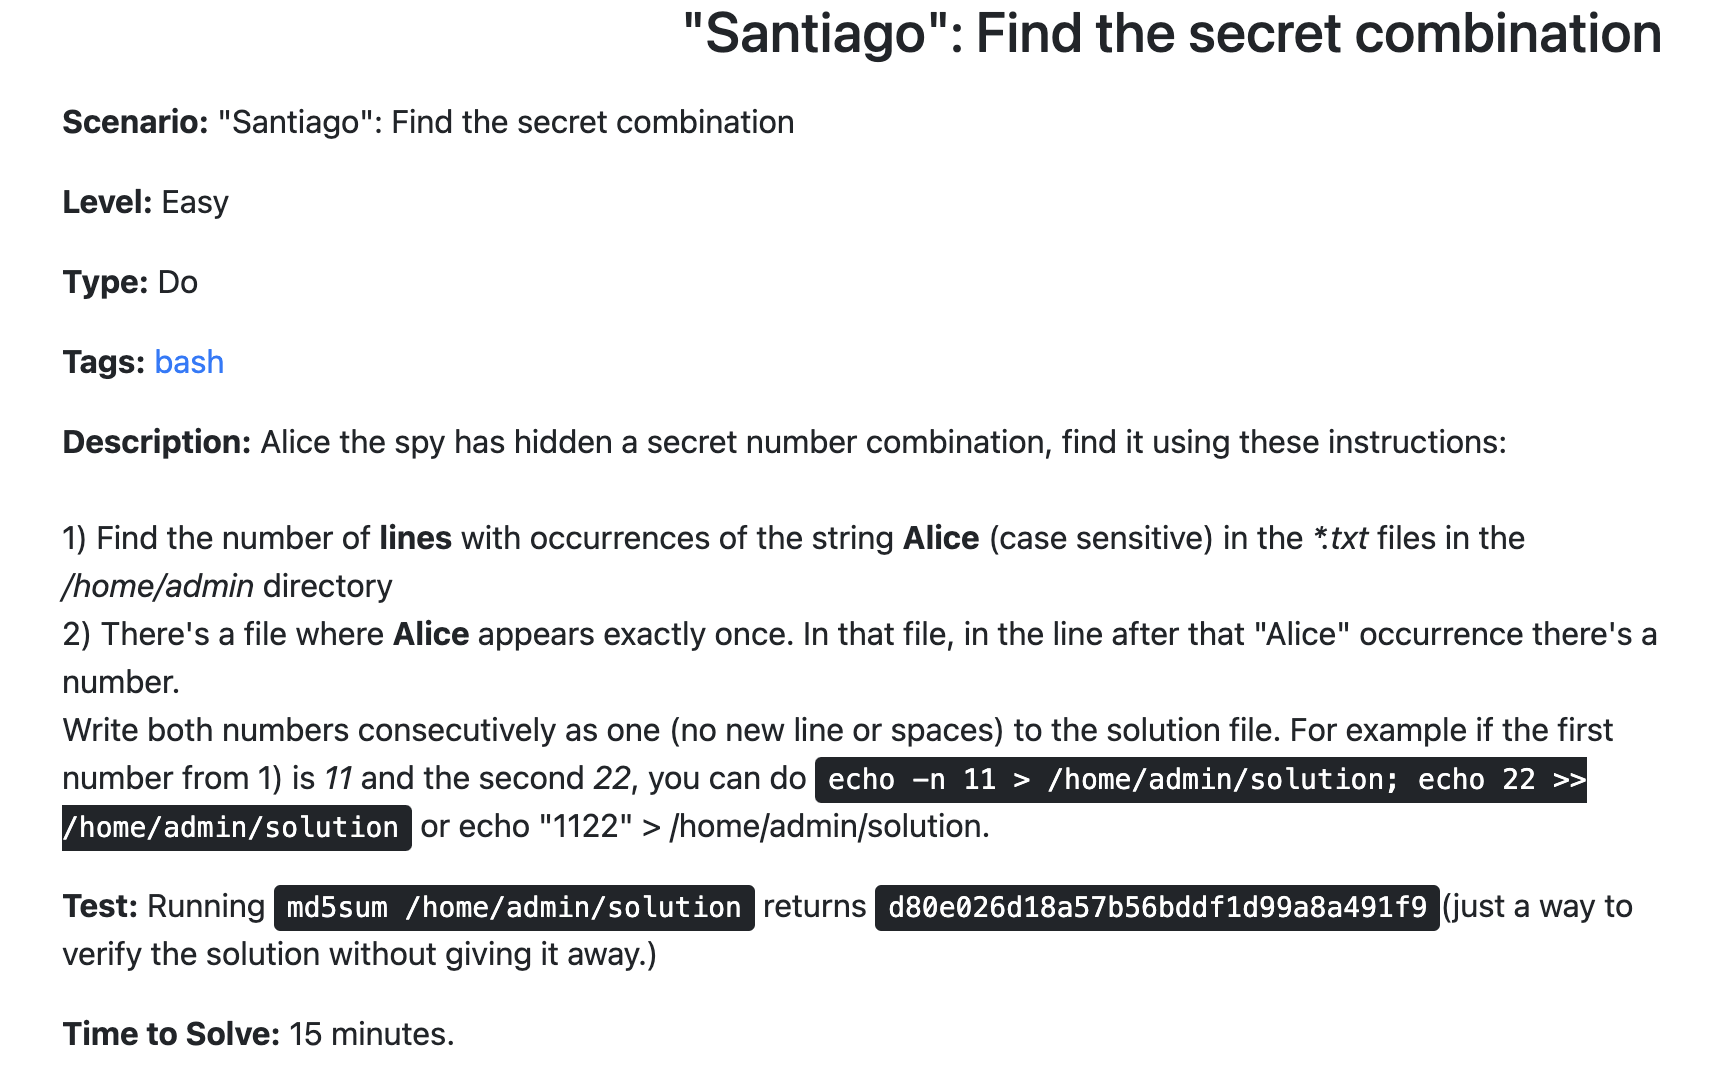 "Santiago": Find the secret combination
Scenario: "Santiago": Find the secret combination
Level: Easy
Type: Do
Tags: bash
Description: Alice the spy has hidden a secret number combination, find it using these instructions:
1) Find the number of lines with occurrences of the string Alice (case sensitive) in the *.txt files in the
/home/admin directory
2) There's a file where Alice appears exactly once. In that file, in the line after that "Alice" occurrence there's a
number.
Write both numbers consecutively as one (no new line or spaces) to the solution file. For example if the first
number from 1) is 11 and the second 22, you can do echo -n 11 > /home/admin/solution; echo 22 >>
/home/admin/solution or echo "1122" > /home/admin/solution.
Test: Running md5sum /home/admin/solution returns d80e026d18a57b56bddf1d99a8a491f9 (just a way to
verify the solution without giving it away.)
Time to Solve: 15 minutes.